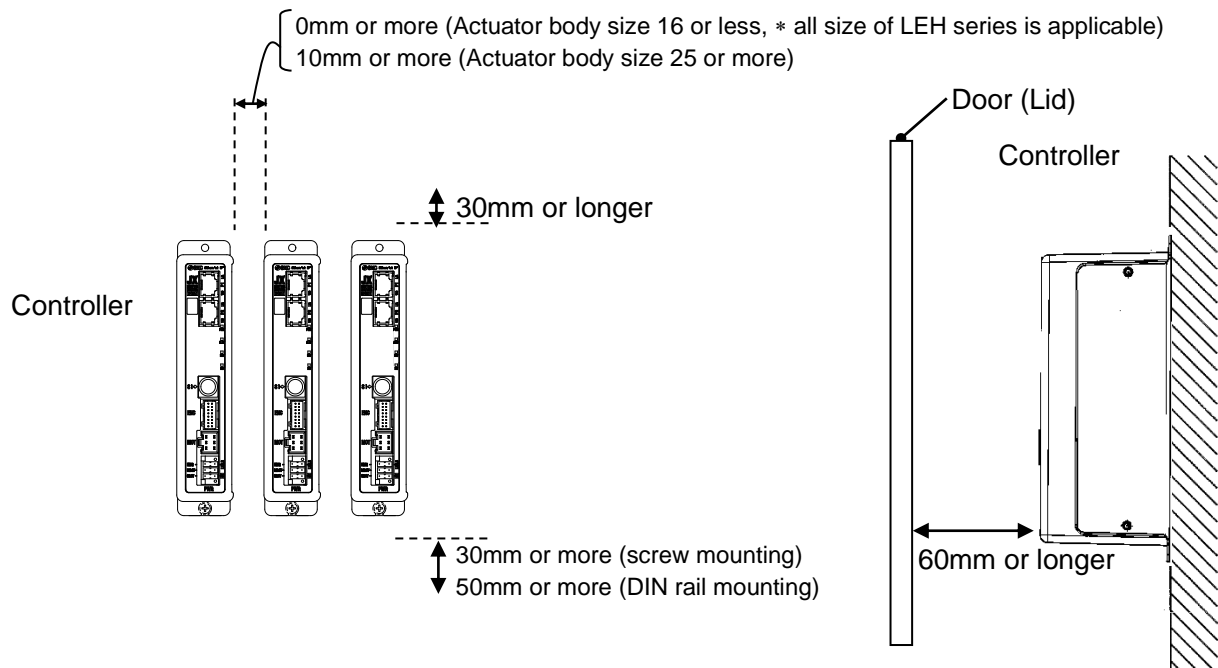 0mm or more (Actuator body size 16 or less, * all size of LEH series is applicable)
10mm or more (Actuator body size 25 or more)
Door (Lid)
Controller
30mm or longer
Controller
30mm or more (screw mounting)
50mm or more (DIN rail mounting)
60mm or longer